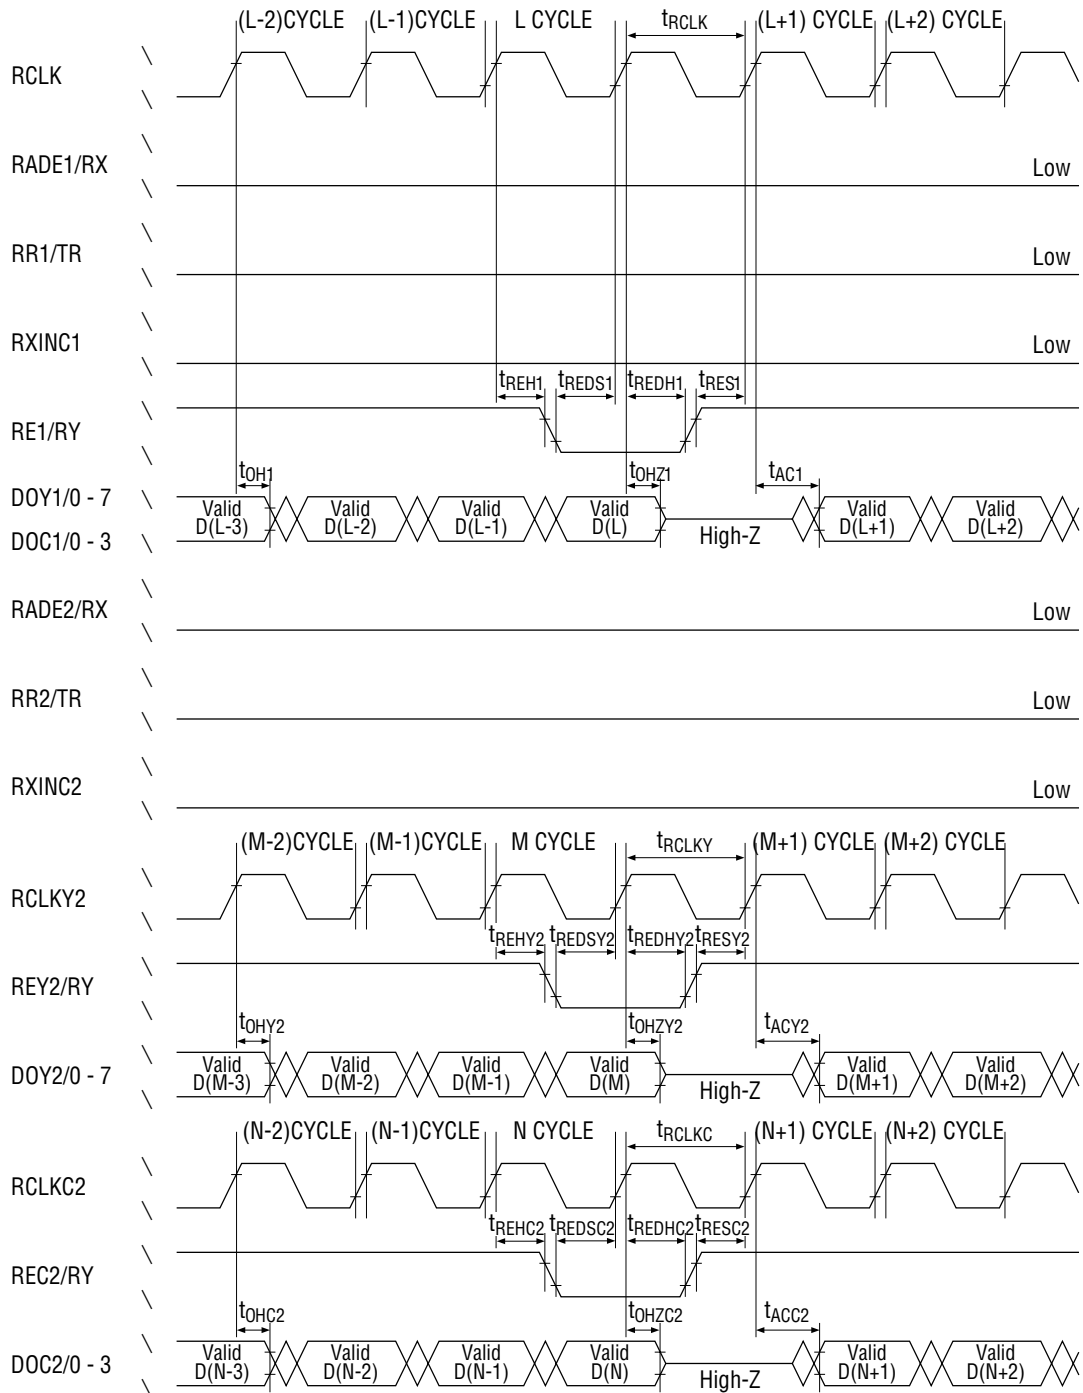 (L-2)CYCLE (L-1)CYCLE L CYCLE tRCLK (L+1) CYCLE (L+2) CYCLE
RCLK
RADE1/RX Low
RR1/TR Low
RXINC1 Low
tREH1 tREDS1 tREDH1 tRES1
RE1/RY
tOH1 tOHZ1 tAC1
DOY1/0 - 7
DOC1/0 - 3
Valid D(L-3) Valid D(L-2) Valid D(L-1) Valid D(L) High-Z Valid D(L+1) Valid D(L+2)
RADE2/RX Low
RR2/TR Low
RXINC2 Low
(M-2)CYCLE (M-1)CYCLE M CYCLE tRCLKY (M+1) CYCLE (M+2) CYCLE
RCLKY2
tREHY2 tREDSY2 tREDHY2 tRESY2
REY2/RY
tOHY2 tOHZY2 tACY2
DOY2/0 - 7 Valid D(M-3) Valid D(M-2) Valid D(M-1) Valid D(M) High-Z Valid D(M+1) Valid D(M+2)
(N-2)CYCLE (N-1)CYCLE N CYCLE tRCLKC (N+1) CYCLE (N+2) CYCLE
RCLKC2
tREHC2 tREDSC2 tREDHC2 tRESC2
REC2/RY
tOHC2 tOHZC2 tACC2
DOC2/0 - 3 Valid D(N-3) Valid D(N-2) Valid D(N-1) Valid D(N) High-Z Valid D(N+1) Valid D(N+2)